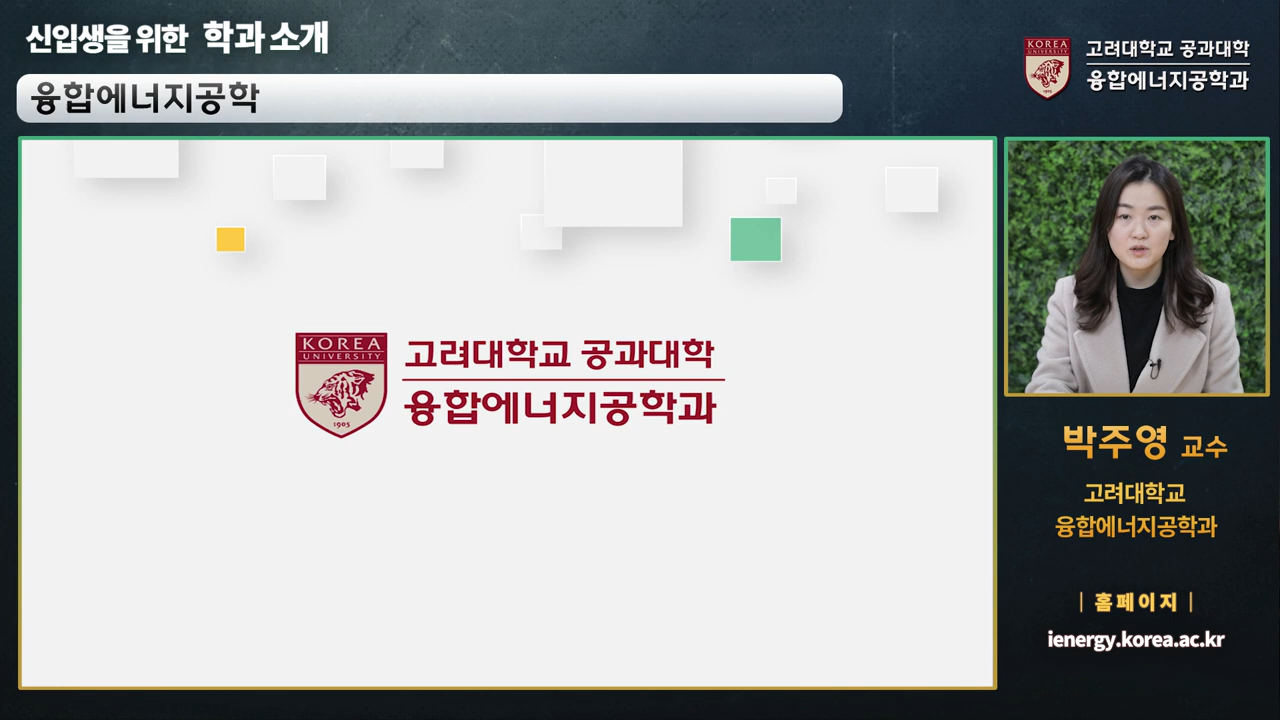 신입생을 위한 학과 소개
융합에너지공학
KOREA
UNIVERSITY
1905
고려대학교 공과대학
융합에너지공학과
KOREA
UNIVERSITY
1905
고려대학교 공과대학
융합에너지공학과
박주영 교수
고려대학교
융합에너지공학과
| 홈페이지 |
ienergy.korea.ac.kr